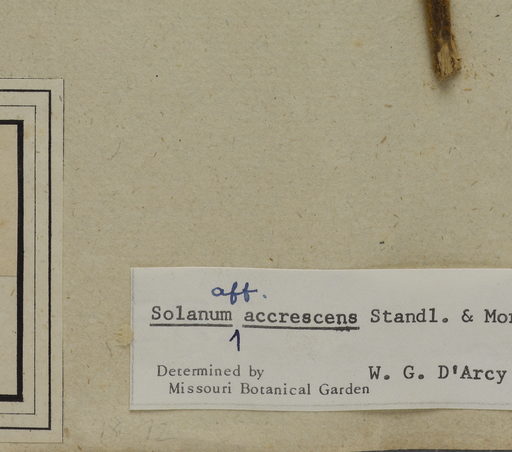 aff.
Solanum accrescens Standl. & Mor
Determined by W. G. D'Arcy
Missouri Botanical Garden